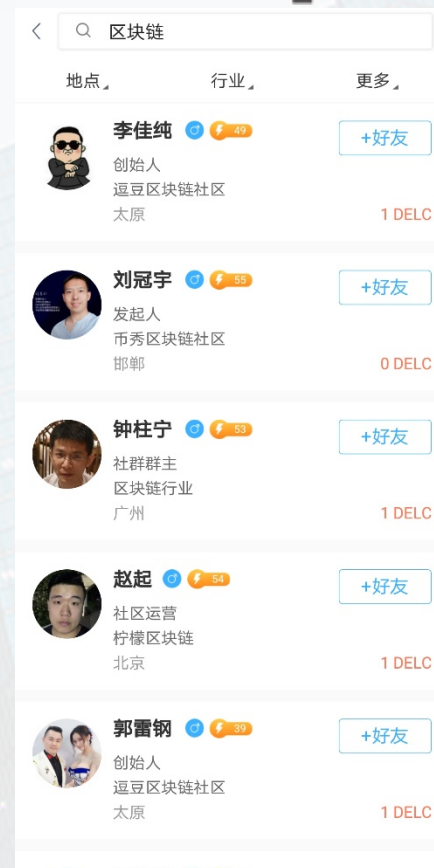 区块链
地点 行业 更多
李佳纯 49 +好友
创始人
逗豆区块链社区
太原 1 DELC
刘冠宇 55 +好友
发起人
币秀区块链社区
邯郸 0 DELC
钟柱宁 53 +好友
社群群主
区块链行业
广州 1 DELC
赵起 54 +好友
社区运营
柠檬区块链
北京 1 DELC
郭雷钢 39 +好友
创始人
逗豆区块链社区
太原 1 DELC